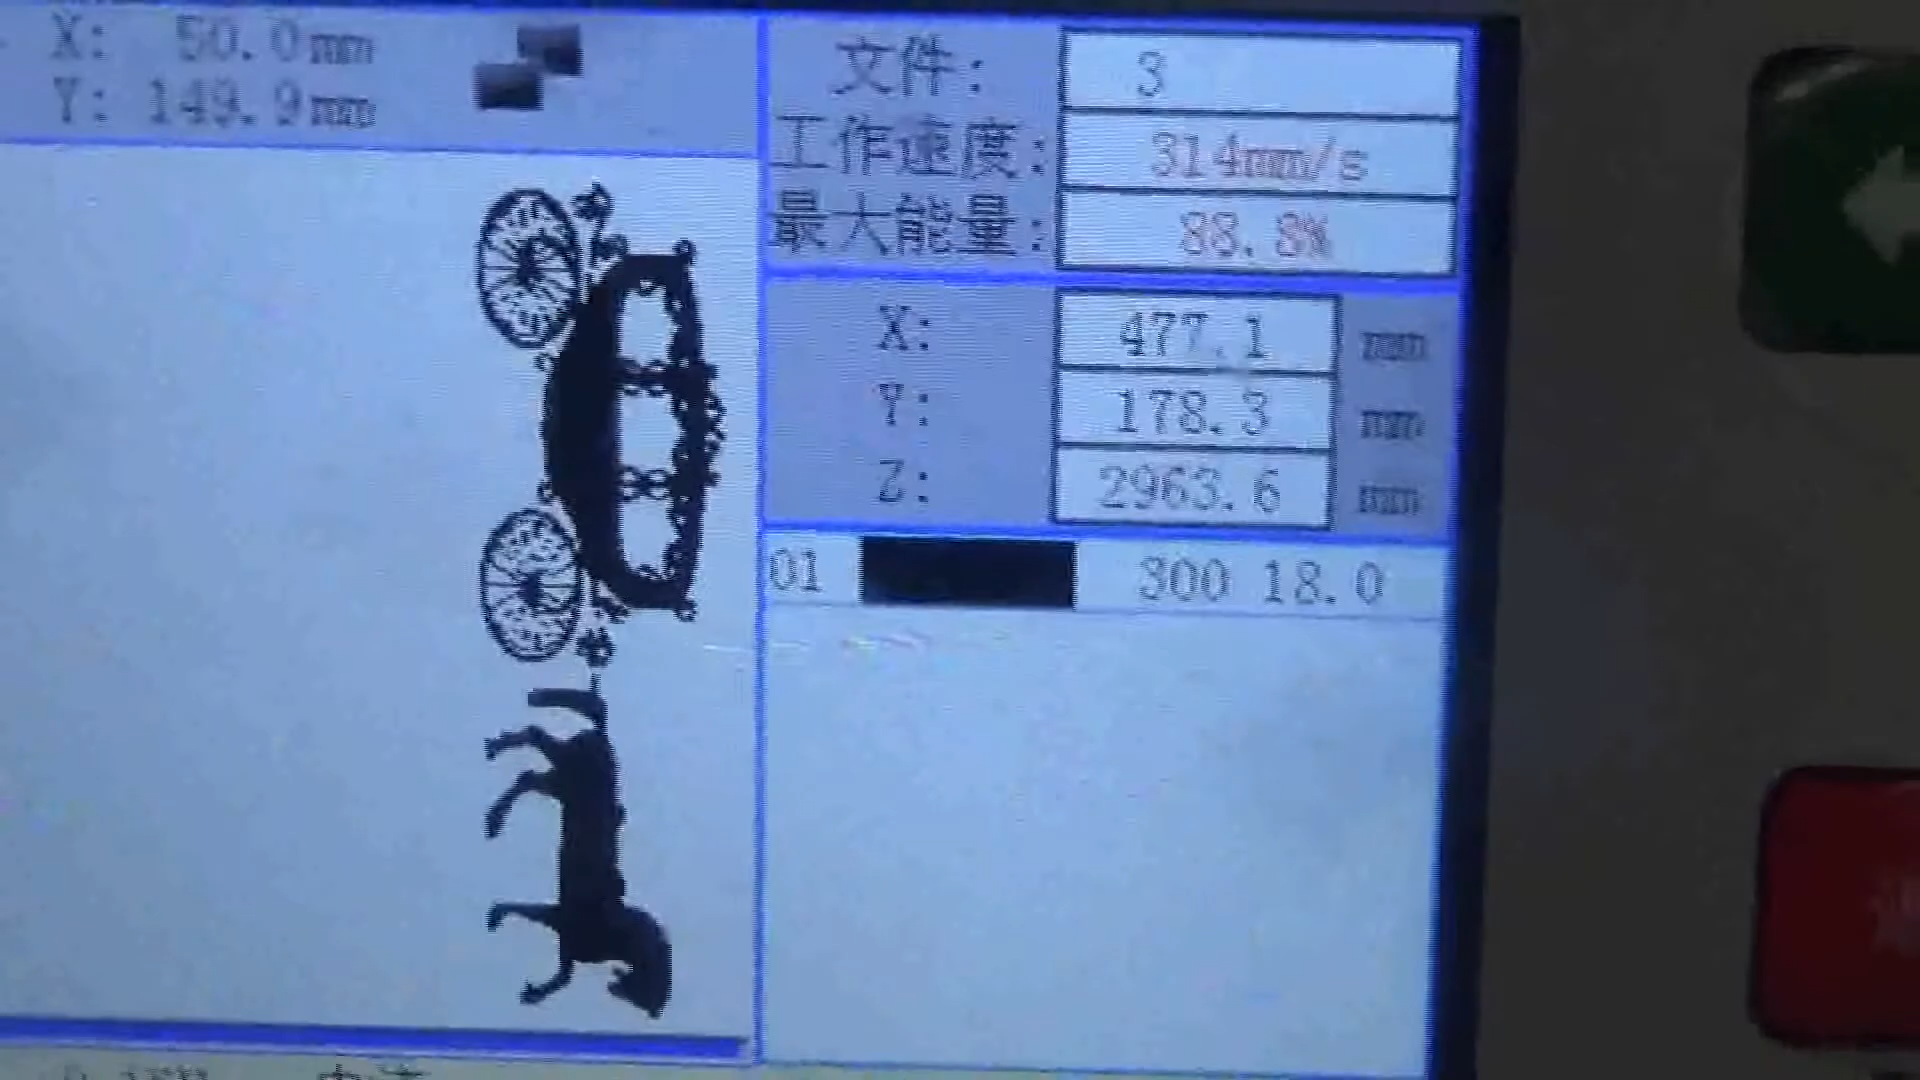 X: 50.0mm
Y: 149.9mm
文件: 3
工作速度: 314mm/s
最大能量: 88.8%
X: 477.1 mm
Y: 178.3 mm
Z: 2963.6 mm
01 300 18.0